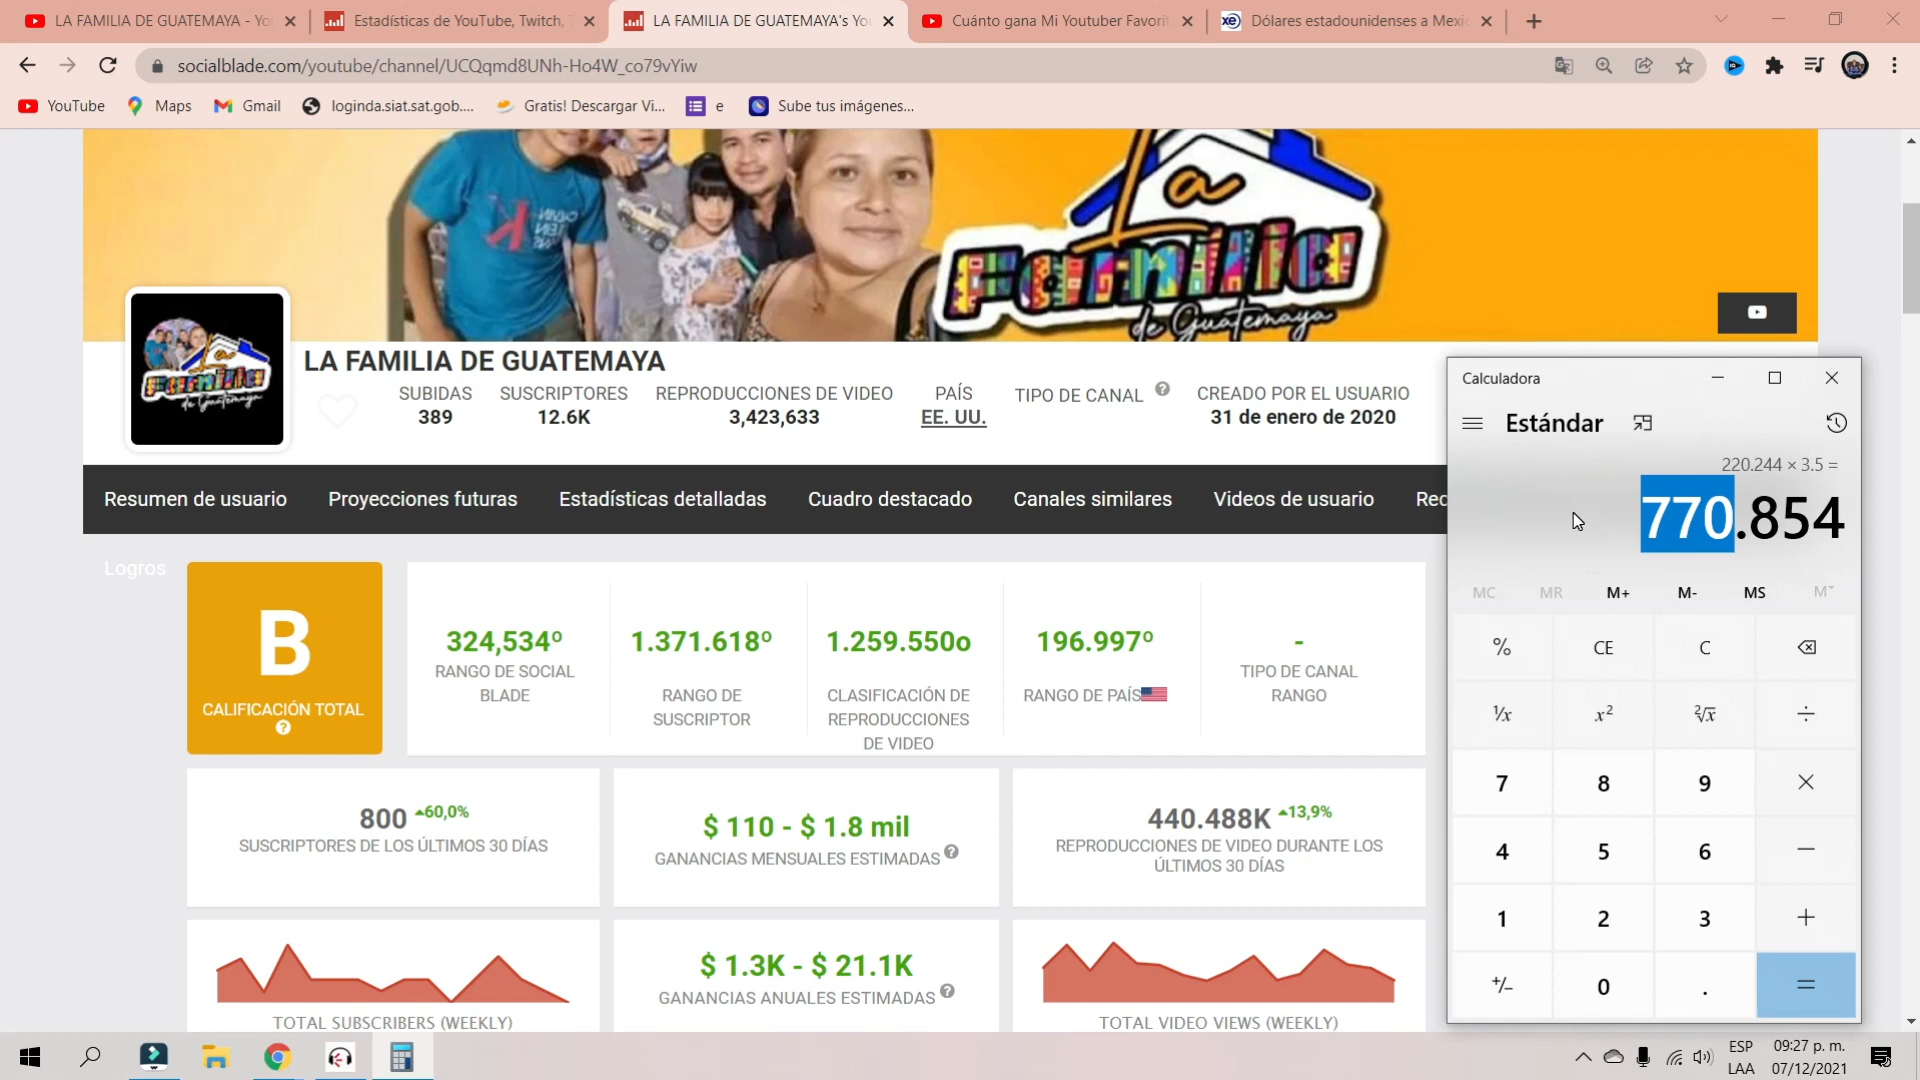 LA FAMILIA DE GUATEMAYA - Yo
Estadísticas de YouTube, Twitch, T
LA FAMILIA DE GUATEMAYA's Yo
Cuánto gana Mi Youtuber Favorit
Dólares estadounidenses a Mexic
socialblade.com/youtube/channel/UCQqmd8UNh-Ho4W_co79vYiw
YouTube
Maps
Gmail
loginda.siat.sat.gob....
Gratis! Descargar Vi...
e
Sube tus imágenes...
La
Familia
de Guatemaya
LA FAMILIA DE GUATEMAYA
SUBIDAS
389
SUSCRIPTORES
12.6K
REPRODUCCIONES DE VIDEO
3,423,633
PAÍS
EE. UU.
TIPO DE CANAL
CREADO POR EL USUARIO
31 de enero de 2020
Resumen de usuario
Proyecciones futuras
Estadísticas detalladas
Cuadro destacado
Canales similares
Videos de usuario
Red
Logros
B
CALIFICACIÓN TOTAL
324,534º
RANGO DE SOCIAL
BLADE
1.371.618º
RANGO DE
SUSCRIPTOR
1.259.550o
CLASIFICACIÓN DE
REPRODUCCIONES
DE VIDEO
196.997º
RANGO DE PAÍS
-
TIPO DE CANAL
RANGO
800 60,0%
SUSCRIPTORES DE LOS ÚLTIMOS 30 DÍAS
$ 110 - $ 1.8 mil
GANANCIAS MENSUALES ESTIMADAS
440.488K 13,9%
REPRODUCCIONES DE VIDEO DURANTE LOS
ÚLTIMOS 30 DÍAS
TOTAL SUBSCRIBERS (WEEKLY)
$ 1.3K - $ 21.1K
GANANCIAS ANUALES ESTIMADAS
TOTAL VIDEO VIEWS (WEEKLY)
Calculadora
Estándar
220.244 × 3.5 =
770.854
MC MR M+ M- MS M˅
% CE C
¹/x x² ²√x ÷
7 8 9 ×
4 5 6 −
1 2 3 +
+/− 0 . =
ESP
LAA
09:27 p. m.
07/12/2021